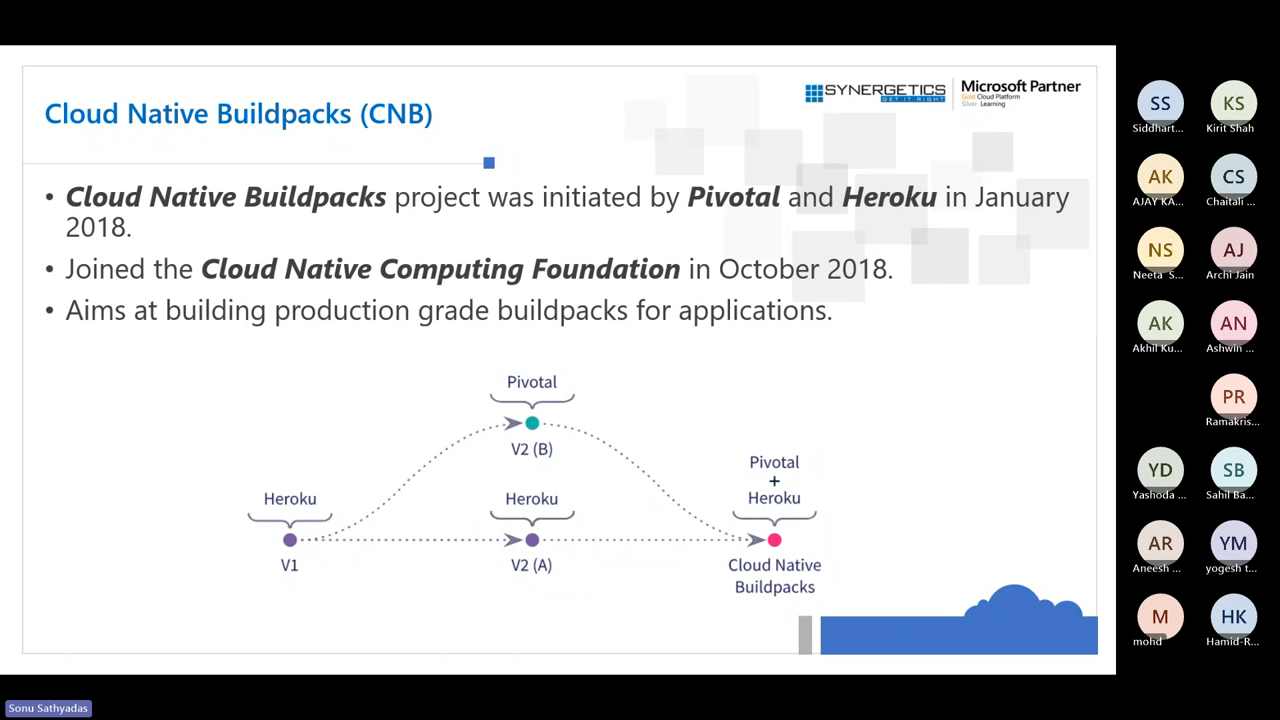 Cloud Native Buildpacks (CNB)
SYNERGETICS
GET IT RIGHT
Microsoft Partner
Gold Cloud Platform
Silver Learning
• Cloud Native Buildpacks project was initiated by Pivotal and Heroku in January
2018.
• Joined the Cloud Native Computing Foundation in October 2018.
• Aims at building production grade buildpacks for applications.
Pivotal
V2 (B)
Heroku
V1
Heroku
V2 (A)
Pivotal
+
Heroku
Cloud Native
Buildpacks
SS
Siddhart...
KS
Kirit Shah
AK
AJAY KA...
CS
Chaitali ...
NS
Neeta S...
AJ
Archi Jain
AK
Akhil Ku...
AN
Ashwin ...
PR
Ramakris...
YD
Yashoda ...
SB
Sahil Ba...
AR
Aneesh ...
YM
yogesh t...
M
mohd
HK
Hamid-R...
Sonu Sathyadas